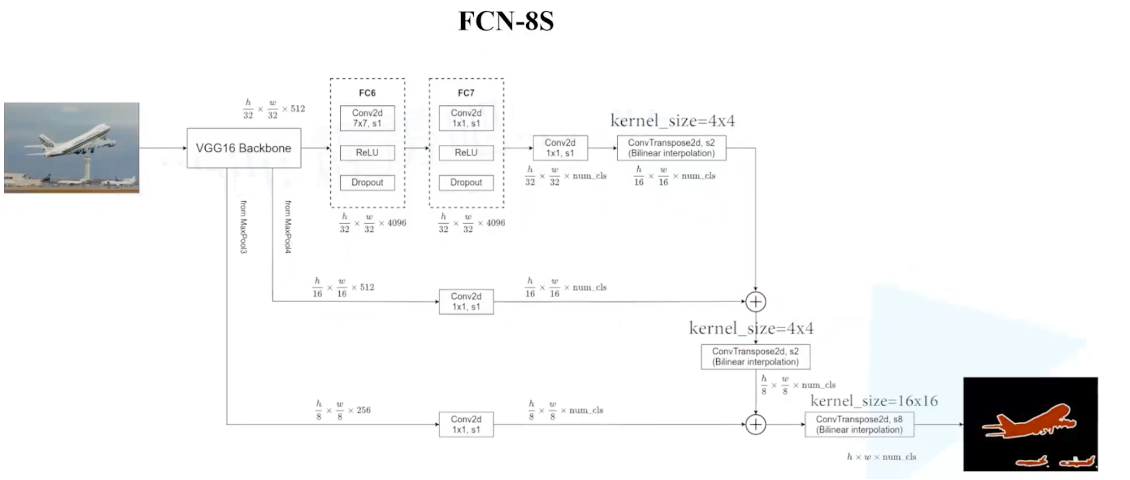 FCN-8S
h/32 × w/32 × 512
VGG16 Backbone
FC6
Conv2d
7x7, s1
ReLU
Dropout
h/32 × w/32 × 4096
FC7
Conv2d
1x1, s1
ReLU
Dropout
h/32 × w/32 × 4096
Conv2d
1x1, s1
h/32 × w/32 × num_cls
kernel_size=4x4
ConvTranspose2d, s2
(Bilinear interpolation)
h/16 × w/16 × num_cls
from MaxPool3
from MaxPool4
h/16 × w/16 × 512
Conv2d
1x1, s1
h/16 × w/16 × num_cls
kernel_size=4x4
ConvTranspose2d, s2
(Bilinear interpolation)
h/8 × w/8 × num_cls
h/8 × w/8 × 256
Conv2d
1x1, s1
h/8 × w/8 × num_cls
kernel_size=16x16
ConvTranspose2d, s8
(Bilinear interpolation)
h × w × num_cls